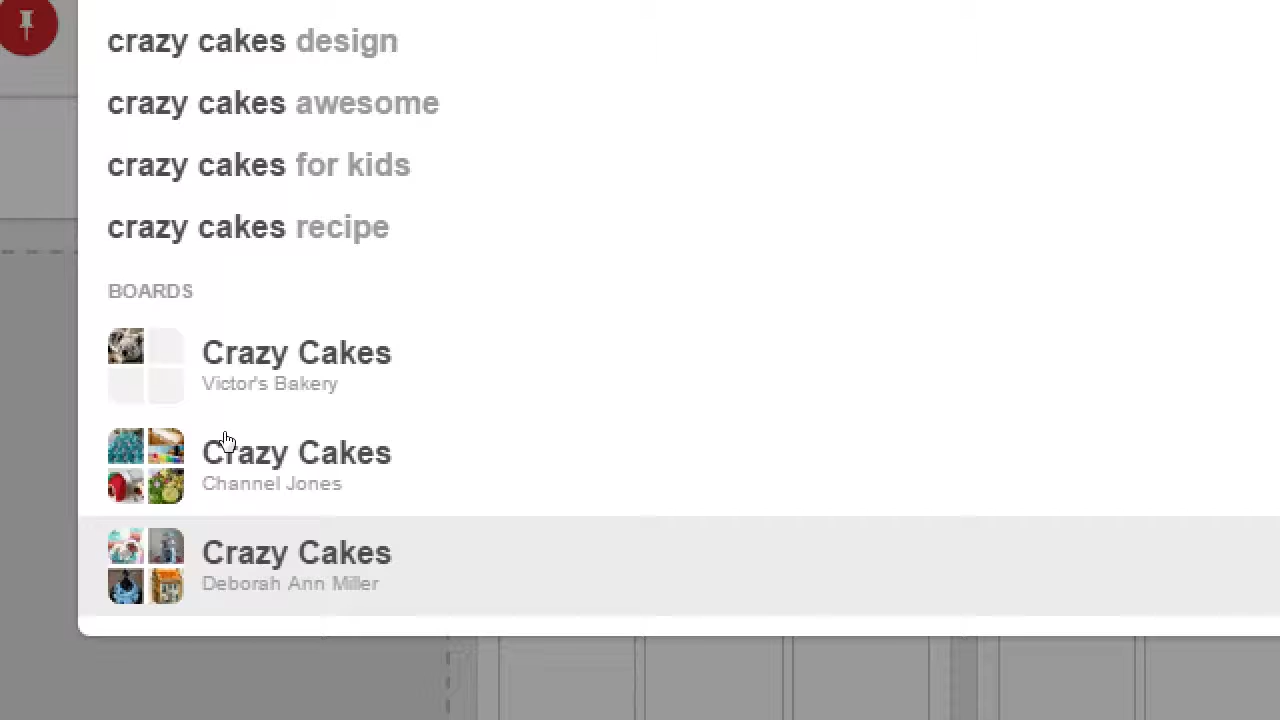 crazy cakes design
crazy cakes awesome
crazy cakes for kids
crazy cakes recipe
BOARDS
Crazy Cakes
Victor's Bakery
Crazy Cakes
Channel Jones
Crazy Cakes
Deborah Ann Miller